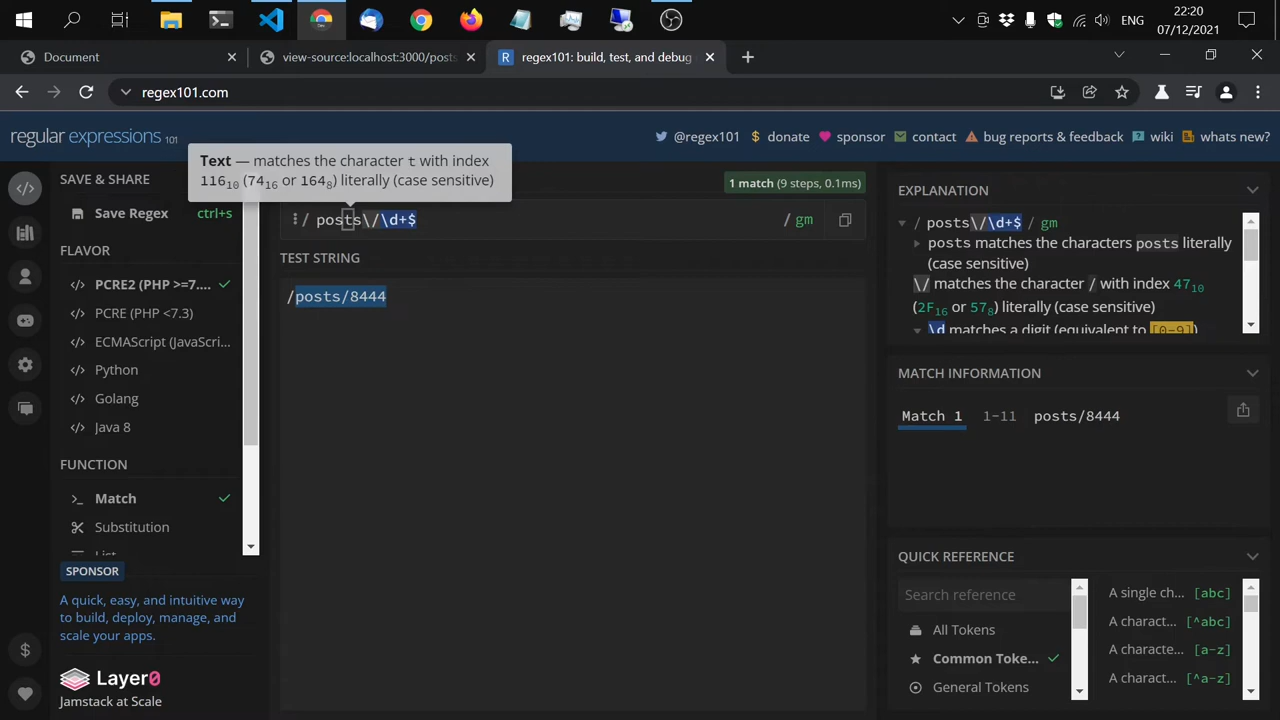 ENG
22:20
07/12/2021
Document
view-source:localhost:3000/posts
R
regex101: build, test, and debug
regex101.com
regular expressions 101
@regex101
$ donate
sponsor
contact
bug reports & feedback
wiki
whats new?
Text — matches the character t with index
116₁₀ (74₁₆ or 164₈) literally (case sensitive)
SAVE & SHARE
Save Regex
ctrl+s
FLAVOR
PCRE2 (PHP >=7....
PCRE (PHP <7.3)
ECMAScript (JavaScri...
Python
Golang
Java 8
FUNCTION
Match
Substitution
List
SPONSOR
A quick, easy, and intuitive way
to build, deploy, manage, and
scale your apps.
Layer0
Jamstack at Scale
1 match (9 steps, 0.1ms)
/ posts\/\d+$
/ gm
TEST STRING
/posts/8444
EXPLANATION
/ posts\/\d+$ / gm
posts matches the characters posts literally
(case sensitive)
\/ matches the character / with index 47₁₀
(2F₁₆ or 57₈) literally (case sensitive)
\d matches a digit (equivalent to [0-9])
MATCH INFORMATION
Match 1
1-11
posts/8444
QUICK REFERENCE
Search reference
All Tokens
Common Toke...
General Tokens
A single ch... [abc]
A charact... [^abc]
A characte... [a-z]
A charact... [^a-z]